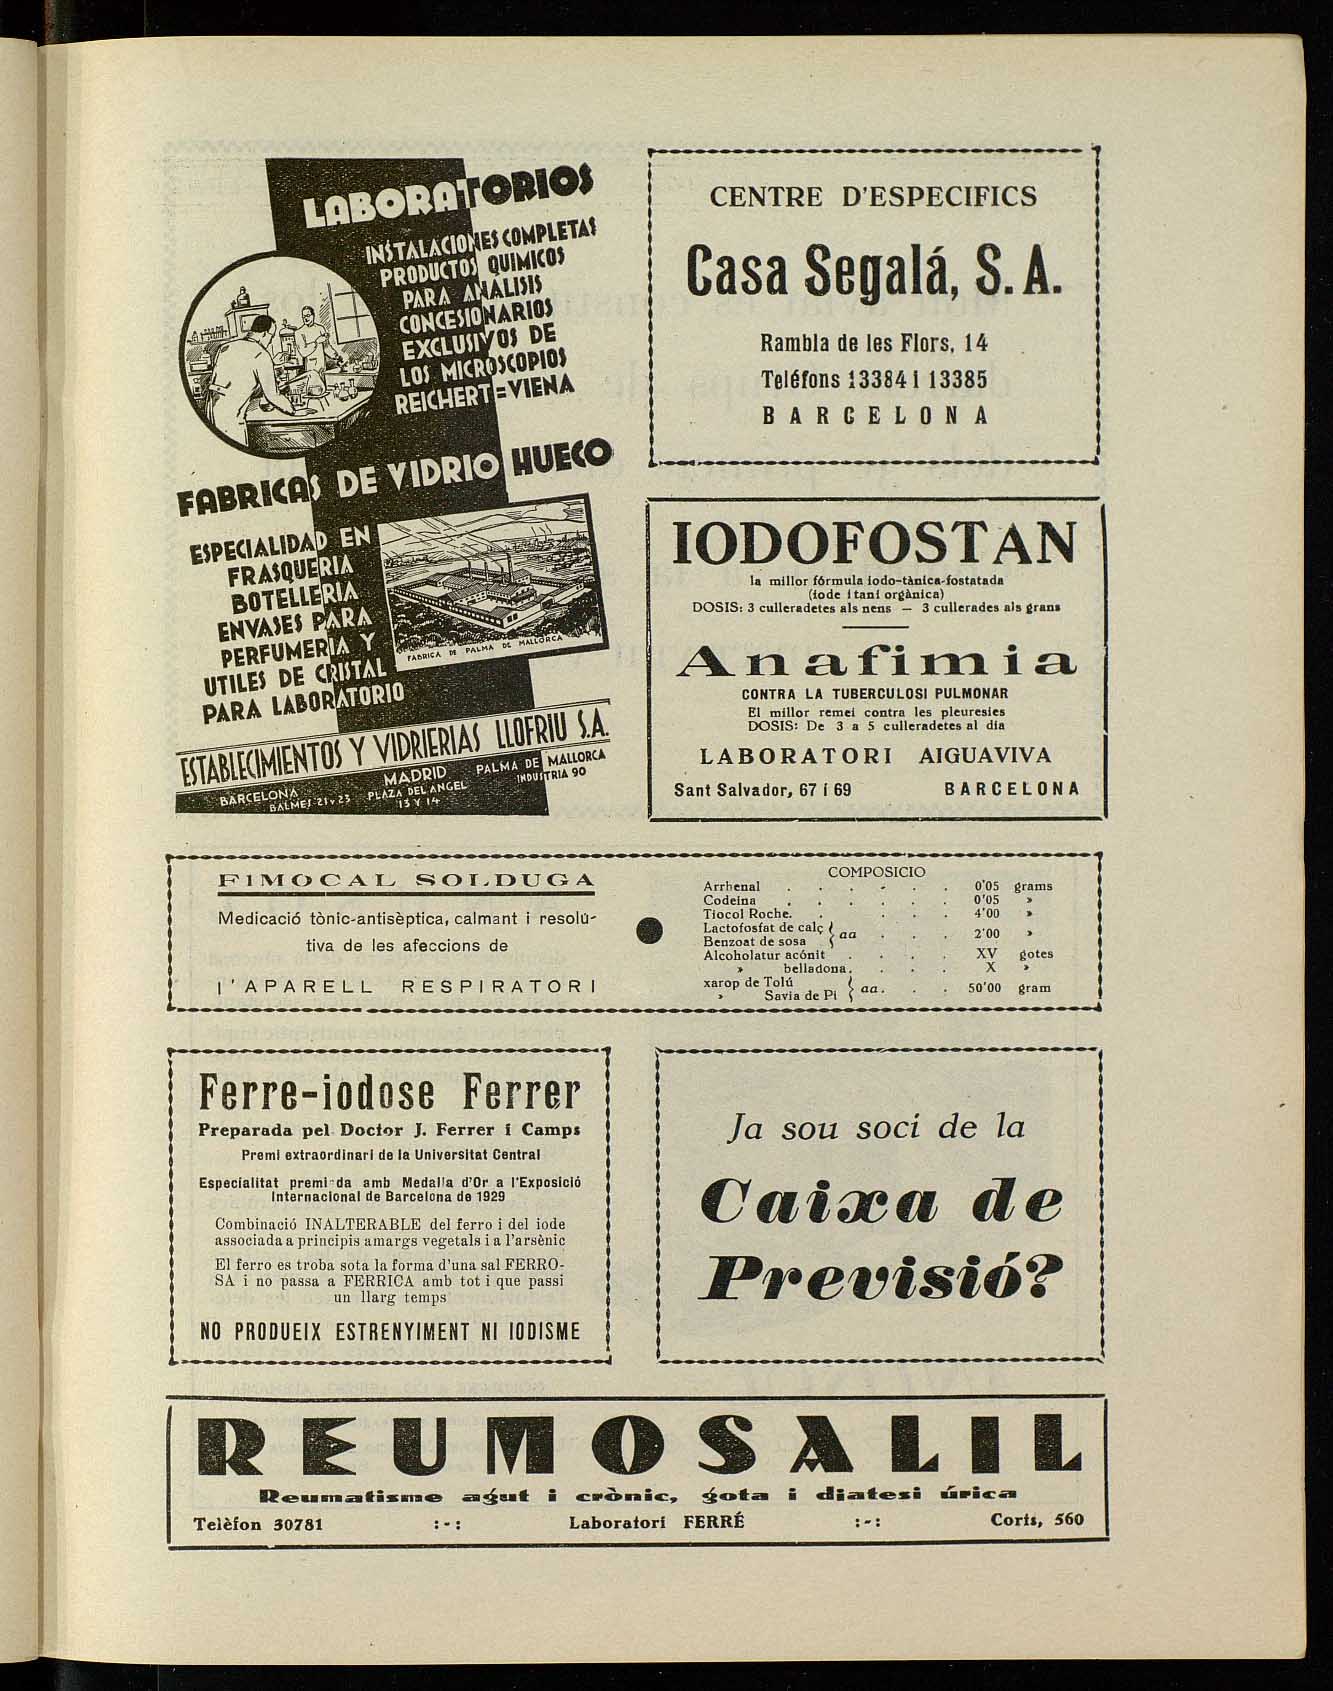 LABORATORIOS
INSTALACIONES COMPLETAS
PRODUCTOS QUIMICOS
PARA ANÁLISIS
CONCESIONARIOS
EXCLUSIVOS DE
LOS MICROSCOPIOS
REICHERT=VIENA
FABRICAS DE VIDRIO HUECO
ESPECIALIDAD EN
FRASQUERIA
BOTELLERIA
ENVASES PARA
PERFUMERIA Y
UTILES DE CRISTAL
PARA LABORATORIO
FABRICA DE PALMA DE MALLORCA
ESTABLECIMIENTOS Y VIDRIERIAS LLOFRIU S.A.
BARCELONA
BALMES-21 Y 23
MADRID
PLAZA DEL ANGEL
13 Y 14
PALMA DE MALLORCA
INDUSTRIA 90
CENTRE D'ESPECIFICS
Casa Segalá, S.A.
Rambla de les Flors, 14
Telèfons 13384 i 13385
BARCELONA
IODOFOSTAN
la millor fórmula iodo-tànica-fostatada
(iode i taní orgànica)
DOSIS: 3 culleradetes als nens — 3 cullerades als grans
Anafimia
CONTRA LA TUBERCULOSI PULMONAR
El millor remei contra les pleuresies
DOSIS: De 3 a 5 culleradetes al dia
LABORATORI AIGUAVIVA
Sant Salvador, 67 i 69 BARCELONA
FIMOCAL SOLDUGA
Medicació tònic-antisèptica, calmant i resolu-
tiva de les afeccions de
l'APARELL RESPIRATORI
COMPOSICIO
Arrhenal . . . . . . 0'05 grams
Codeina . . . . . . 0'05 »
Tiocol Roche. . . . . 4'00 »
Lactofosfat de calç
Benzoat de sosa } aa . . . 2'00 »
Alcoholatur acónit . . . . XV gotes
» belladona. . . . X »
xarop de Tolú
» Savia de Pi } aa. . . 50'00 gram
Ferre-iodose Ferrer
Preparada pel Doctor J. Ferrer i Camps
Premi extraordinari de la Universitat Central
Especialitat premi da amb Medalla d'Or a l'Exposició
Internacional de Barcelona de 1929
Combinació INALTERABLE del ferro i del iode
associada a principis amargs vegetals i a l'arsènic
El ferro es troba sota la forma d'una sal FERRO-
SA i no passa a FERRICA amb tot i que passi
un llarg temps
NO PRODUEIX ESTRENYIMENT NI IODISME
Ja sou soci de la
Caixa de
Previsió?
REUMOSALIL
Reumatisme agut i crònic, gota i diatesi úrica
Telèfon 30781 :-: Laboratori FERRÉ :-: Corts, 560